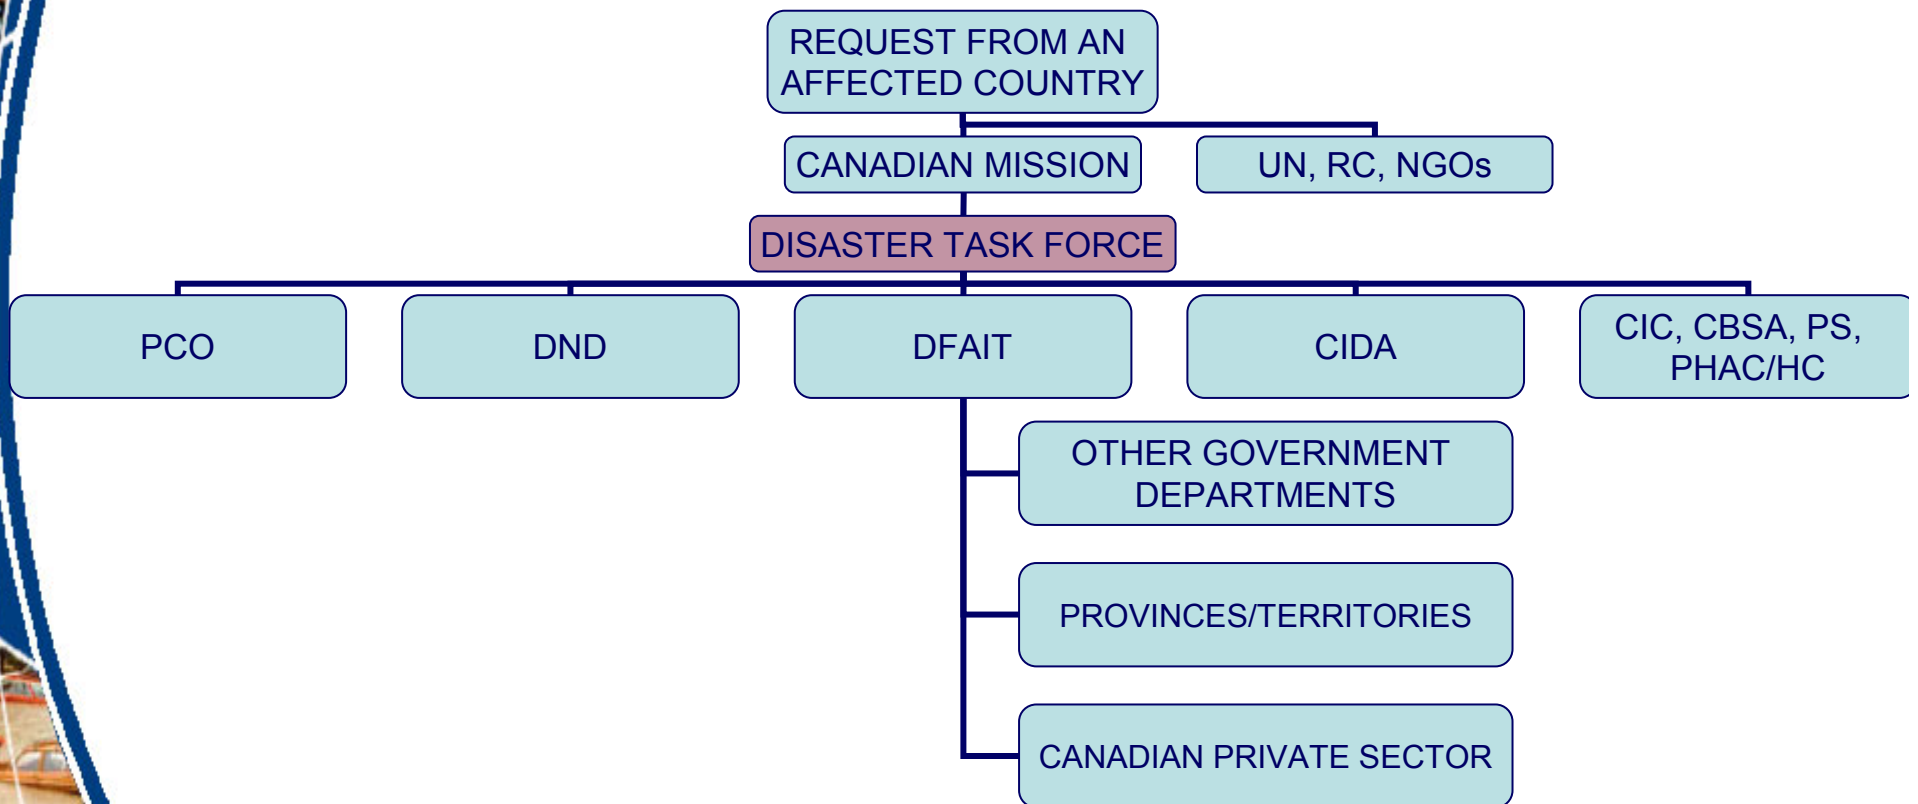 REQUEST FROM AN
AFFECTED COUNTRY
CANADIAN MISSION
UN, RC, NGOs
DISASTER TASK FORCE
PCO
DND
DFAIT
CIDA
CIC, CBSA, PS,
PHAC/HC
OTHER GOVERNMENT
DEPARTMENTS
PROVINCES/TERRITORIES
CANADIAN PRIVATE SECTOR